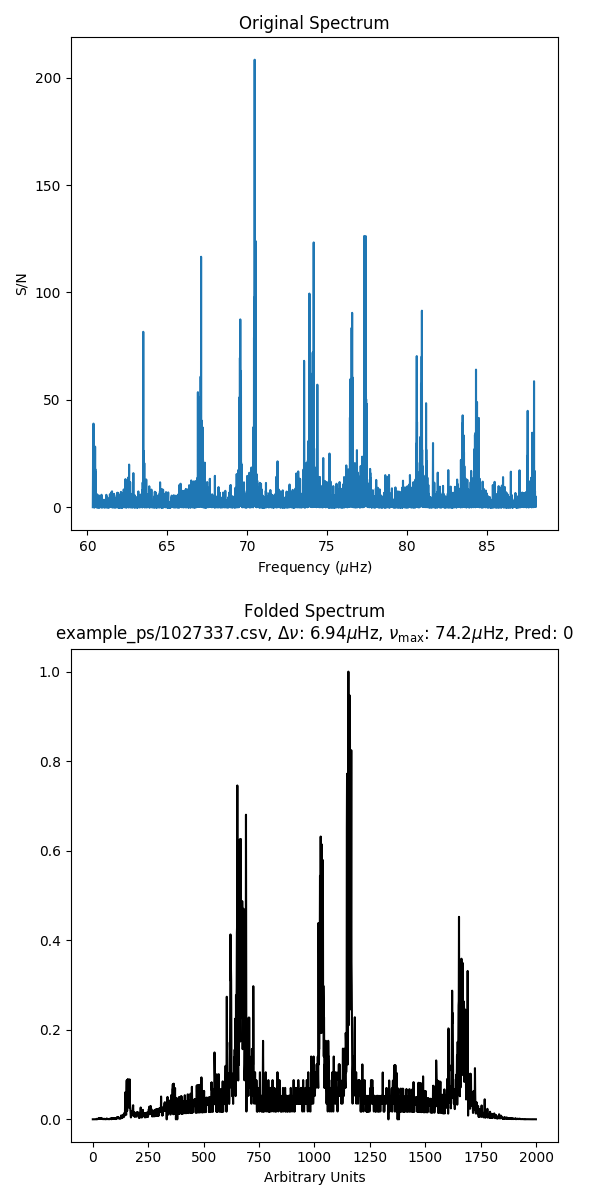 Original Spectrum
S/N
200
150
100
50
0
60 65 70 75 80 85
Frequency (μHz)
Folded Spectrum
example_ps/1027337.csv, Δν: 6.94μHz, ν_max: 74.2μHz, Pred: 0
1.0
0.8
0.6
0.4
0.2
0.0
0 250 500 750 1000 1250 1500 1750 2000
Arbitrary Units